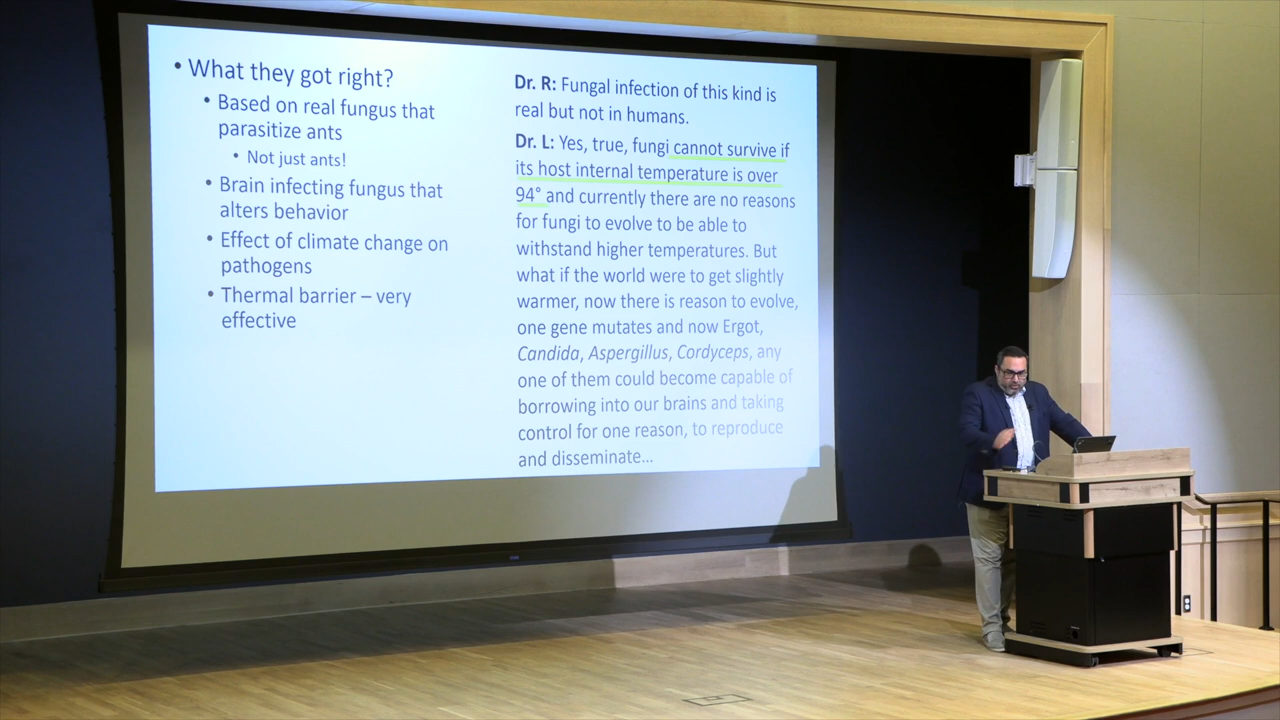 • What they got right?
• Based on real fungus that
parasitize ants
• Not just ants!
• Brain infecting fungus that
alters behavior
• Effect of climate change on
pathogens
• Thermal barrier – very
effective
Dr. R: Fungal infection of this kind is
real but not in humans.
Dr. L: Yes, true, fungi cannot survive if
its host internal temperature is over
94° and currently there are no reasons
for fungi to evolve to be able to
withstand higher temperatures. But
what if the world were to get slightly
warmer, now there is reason to evolve,
one gene mutates and now Ergot,
Candida, Aspergillus, Cordyceps, any
one of them could become capable of
borrowing into our brains and taking
control for one reason, to reproduce
and disseminate...